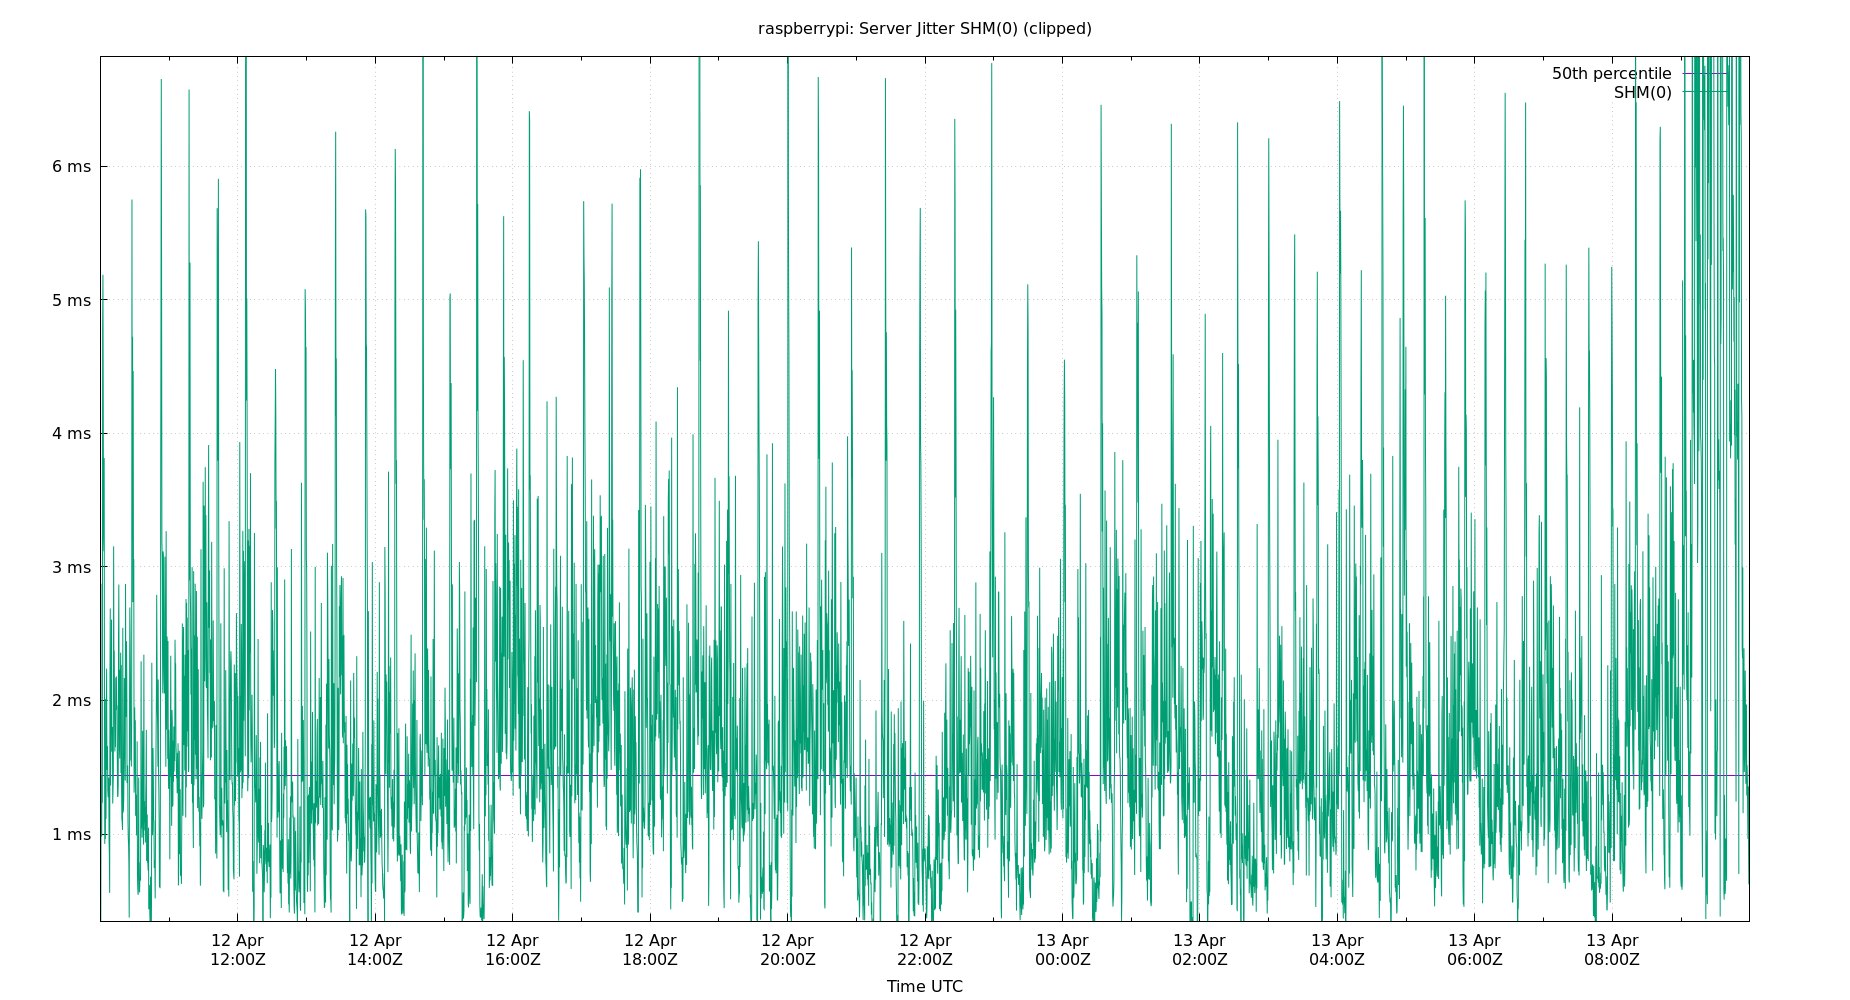 raspberrypi: Server Jitter SHM(0) (clipped)
50th percentile
SHM(0)
6 ms
5 ms
4 ms
3 ms
2 ms
1 ms
12 Apr 12 Apr 12 Apr 12 Apr 12 Apr 12 Apr 13 Apr 13 Apr 13 Apr 13 Apr 13 Apr
12:00Z 14:00Z 16:00Z 18:00Z 20:00Z 22:00Z 00:00Z 02:00Z 04:00Z 06:00Z 08:00Z
Time UTC